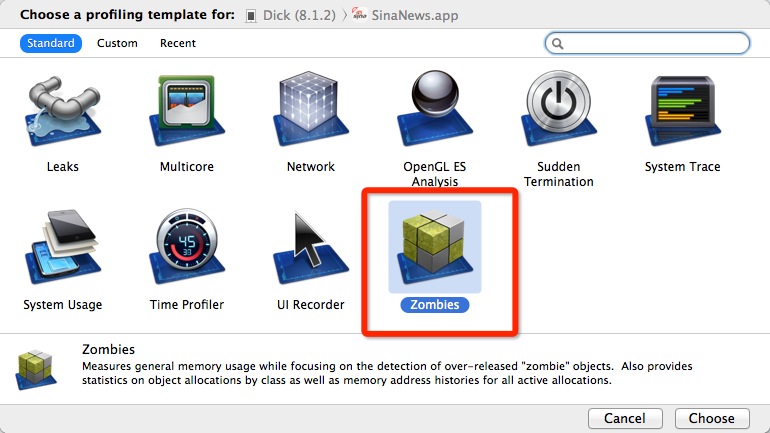 Choose a profiling template for: Dick (8.1.2) SinaNews.app
Standard Custom Recent
Leaks Multicore Network OpenGL ES Analysis Sudden Termination System Trace
45
30
System Usage Time Profiler UI Recorder Zombies
Zombies
Measures general memory usage while focusing on the detection of over-released "zombie" objects. Also provides
statistics on object allocations by class as well as memory address histories for all active allocations.
Cancel Choose